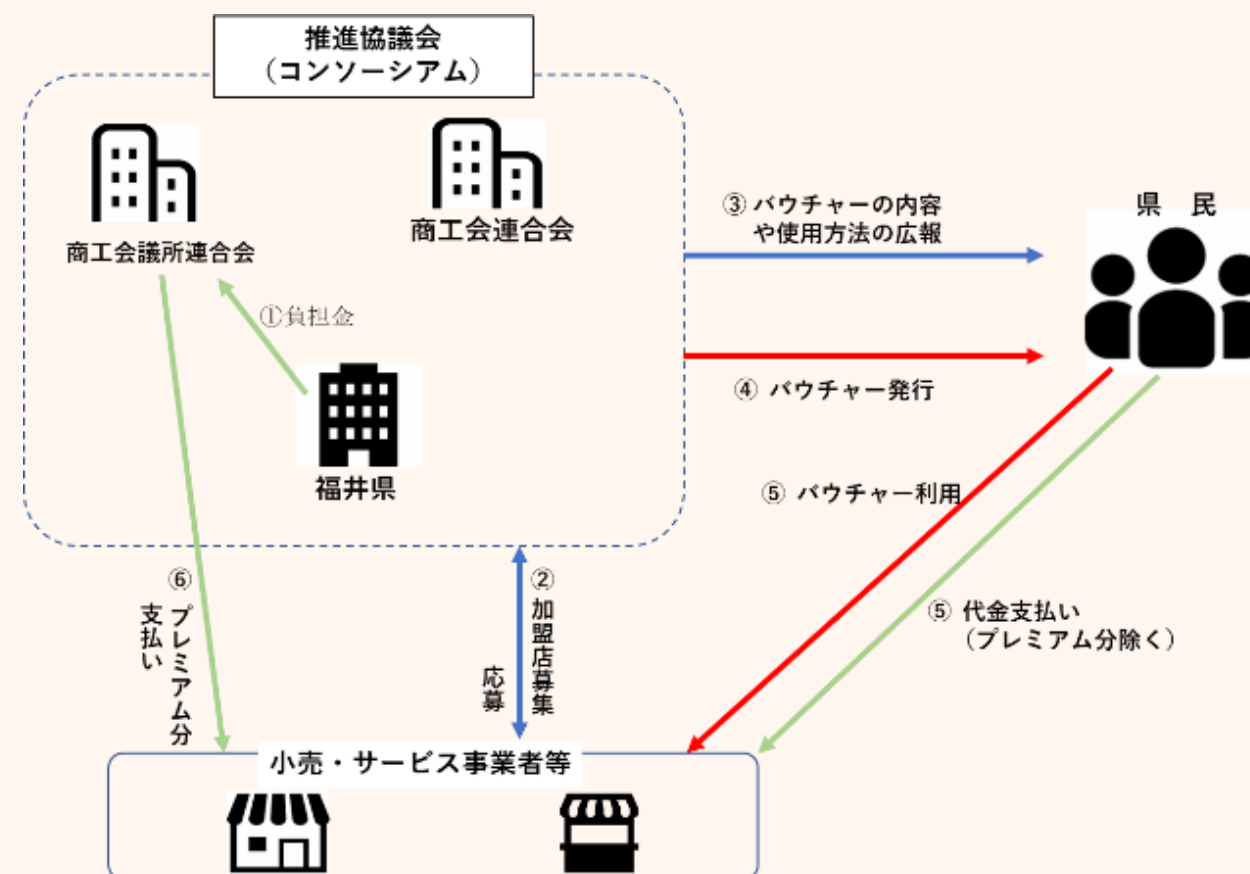 推進協議会
（コンソーシアム）
商工会議所連合会
商工会連合会
①負担金
福井県
③ バウチャーの内容
や使用方法の広報
県 民
④ バウチャー発行
⑤ バウチャー利用
⑤ 代金支払い
（プレミアム分除く）
⑥ プレミアム分
支払い
② 加盟店募集
応募
小売・サービス事業者等